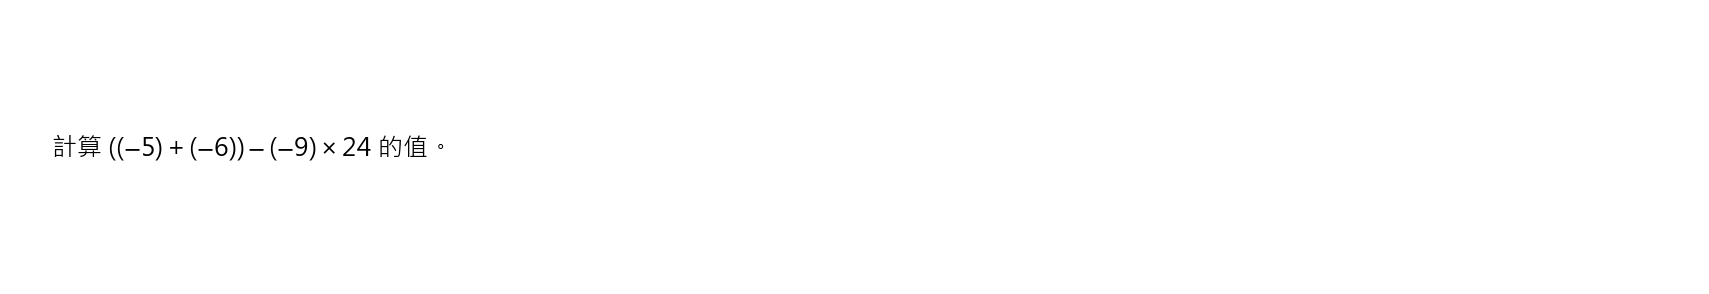 計算 ((–5) + (–6)) – (–9) × 24 的值。